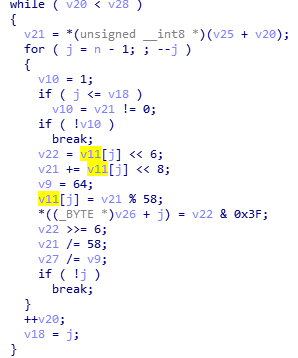 while ( v20 < v28 )
{
v21 = *(unsigned __int8 *)(v25 + v20);
for ( j = n - 1; ; --j )
{
v10 = 1;
if ( j <= v18 )
v10 = v21 != 0;
if ( !v10 )
break;
v22 = v11[j] << 6;
v21 += v11[j] << 8;
v9 = 64;
v11[j] = v21 % 58;
*((_BYTE *)v26 + j) = v22 & 0x3F;
v22 >>= 6;
v21 /= 58;
v27 /= v9;
if ( !j )
break;
}
++v20;
v18 = j;
}